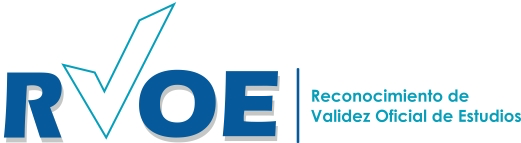 RVOE
Reconocimiento de
Validez Oficial de Estudios